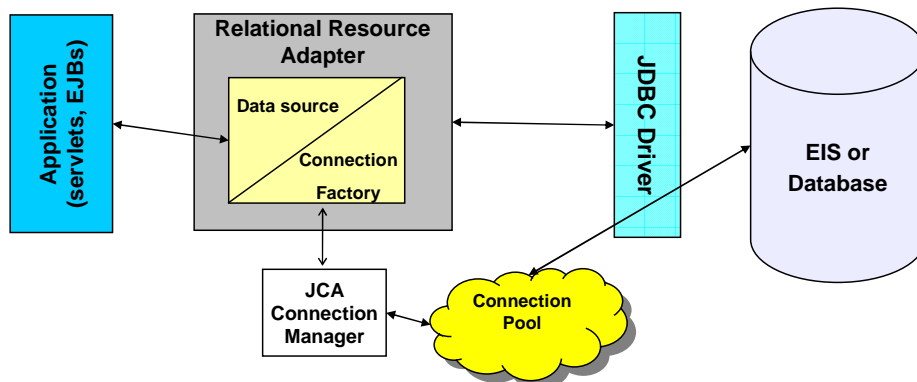 Application
(servlets, EJBs)
Relational Resource
Adapter
Data source
Connection
Factory
JDBC Driver
EIS or
Database
JCA
Connection
Manager
Connection
Pool